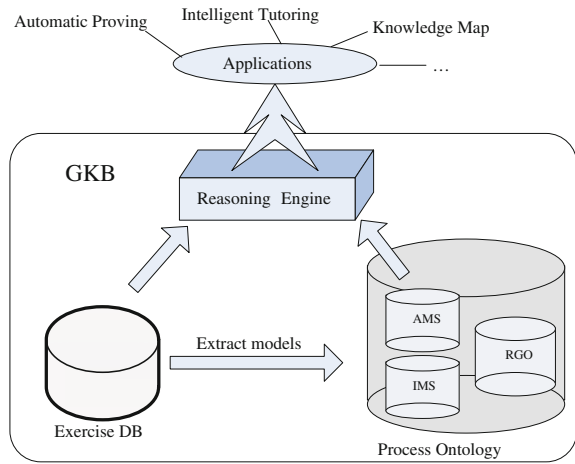 Intelligent Tutoring
Automatic Proving
Knowledge Map
Applications
...
GKB
Reasoning Engine
AMS
Extract models
RGO
IMS
Exercise DB
Process Ontology